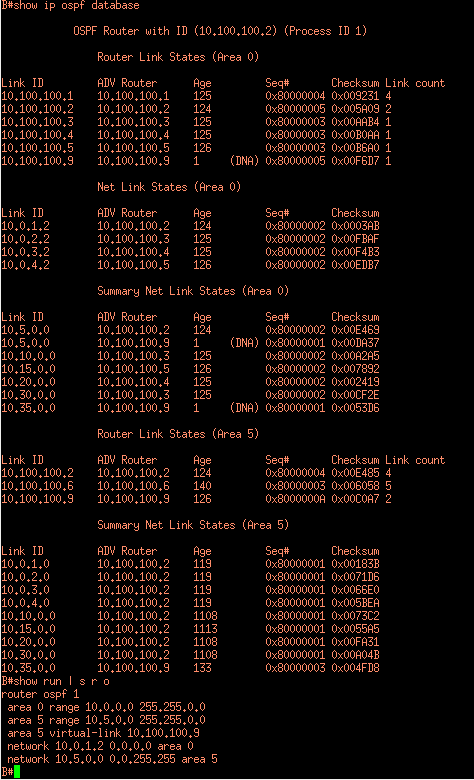 B#show ip ospf database
OSPF Router with ID (10.100.100.2) (Process ID 1)
Router Link States (Area 0)
Link ID ADV Router Age Seq# Checksum Link count
10.100.100.1 10.100.100.1 125 0x80000004 0x009231 4
10.100.100.2 10.100.100.2 124 0x80000005 0x005A09 2
10.100.100.3 10.100.100.3 125 0x80000003 0x00AAB4 1
10.100.100.4 10.100.100.4 125 0x80000003 0x00B0AA 1
10.100.100.5 10.100.100.5 126 0x80000003 0x00B6A0 1
10.100.100.9 10.100.100.9 1 (DNA) 0x80000005 0x00F6D7 1
Net Link States (Area 0)
Link ID ADV Router Age Seq# Checksum
10.0.1.2 10.100.100.2 124 0x80000002 0x0003AB
10.0.2.2 10.100.100.3 125 0x80000002 0x00FBAF
10.0.3.2 10.100.100.4 125 0x80000002 0x00F4B3
10.0.4.2 10.100.100.5 126 0x80000002 0x00EDB7
Summary Net Link States (Area 0)
Link ID ADV Router Age Seq# Checksum
10.5.0.0 10.100.100.2 124 0x80000002 0x00E469
10.5.0.0 10.100.100.9 1 (DNA) 0x80000001 0x00DA37
10.10.0.0 10.100.100.3 125 0x80000002 0x00A2A5
10.15.0.0 10.100.100.5 126 0x80000002 0x007892
10.20.0.0 10.100.100.4 125 0x80000002 0x002419
10.30.0.0 10.100.100.3 125 0x80000002 0x00CF2E
10.35.0.0 10.100.100.9 1 (DNA) 0x80000001 0x0053D6
Router Link States (Area 5)
Link ID ADV Router Age Seq# Checksum Link count
10.100.100.2 10.100.100.2 124 0x80000004 0x00E485 4
10.100.100.6 10.100.100.6 140 0x80000003 0x006058 5
10.100.100.9 10.100.100.9 126 0x8000000A 0x00C0A7 2
Summary Net Link States (Area 5)
Link ID ADV Router Age Seq# Checksum
10.0.1.0 10.100.100.2 119 0x80000001 0x00183B
10.0.2.0 10.100.100.2 119 0x80000001 0x0071D6
10.0.3.0 10.100.100.2 119 0x80000001 0x0066E0
10.0.4.0 10.100.100.2 119 0x80000001 0x005BEA
10.10.0.0 10.100.100.2 1108 0x80000001 0x0073C2
10.15.0.0 10.100.100.2 1113 0x80000001 0x0055A5
10.20.0.0 10.100.100.2 1108 0x80000001 0x00FA31
10.30.0.0 10.100.100.2 1108 0x80000001 0x00A04B
10.35.0.0 10.100.100.9 133 0x80000003 0x004FD8
B#show run | s r o
router ospf 1
area 0 range 10.0.0.0 255.255.0.0
area 5 range 10.5.0.0 255.255.0.0
area 5 virtual-link 10.100.100.9
network 10.0.1.2 0.0.0.0 area 0
network 10.5.0.0 0.0.255.255 area 5
B#